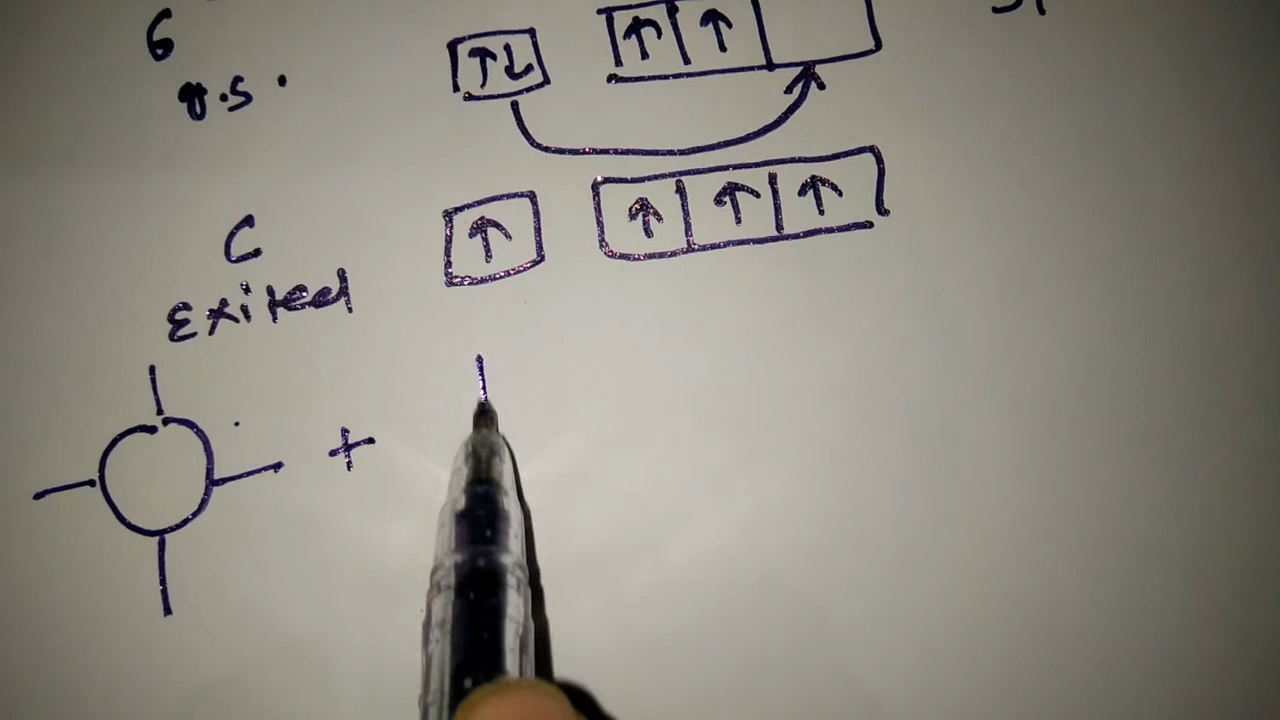 6
g.s.
↑↓ ↑ ↑
C ↑ ↑ ↑ ↑
Exited
+